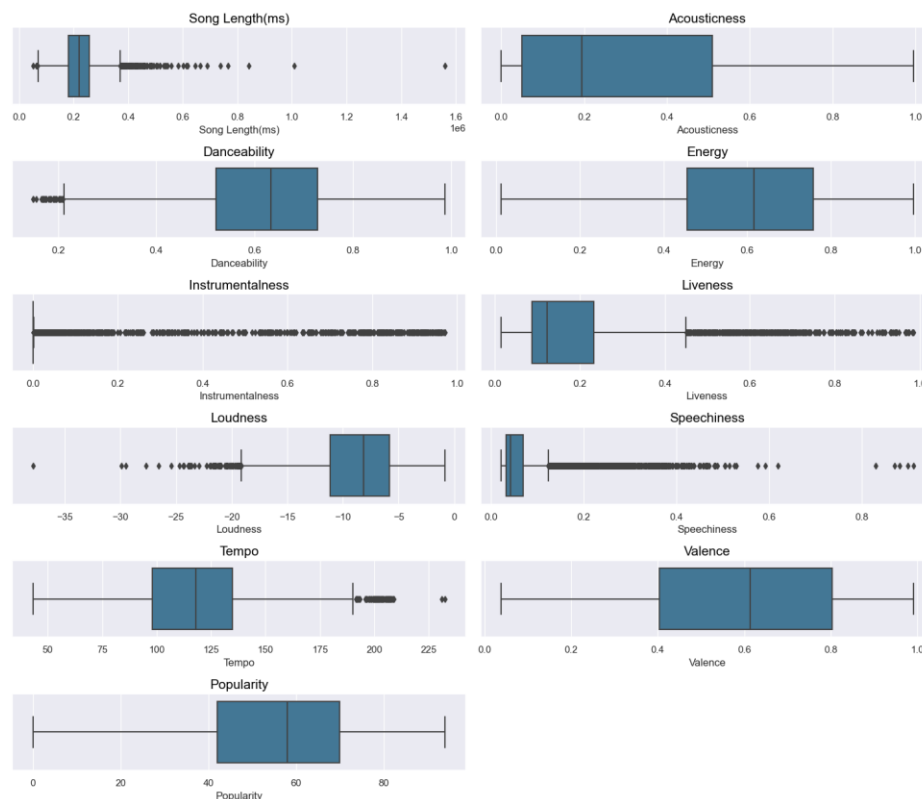 Song Length(ms)
0.0 0.2 0.4 0.6 0.8 1.0 1.2 1.4 1.6
1e6
Song Length(ms)
Acousticness
0.0 0.2 0.4 0.6 0.8 1.0
Acousticness
Danceability
0.2 0.4 0.6 0.8 1.0
Danceability
Energy
0.0 0.2 0.4 0.6 0.8 1.0
Energy
Instrumentalness
0.0 0.2 0.4 0.6 0.8 1.0
Instrumentalness
Liveness
0.0 0.2 0.4 0.6 0.8 1.0
Liveness
Loudness
−35 −30 −25 −20 −15 −10 −5 0
Loudness
Speechiness
0.0 0.2 0.4 0.6 0.8
Speechiness
Tempo
50 75 100 125 150 175 200 225
Tempo
Valence
0.0 0.2 0.4 0.6 0.8 1.0
Valence
Popularity
0 20 40 60 80
Popularity